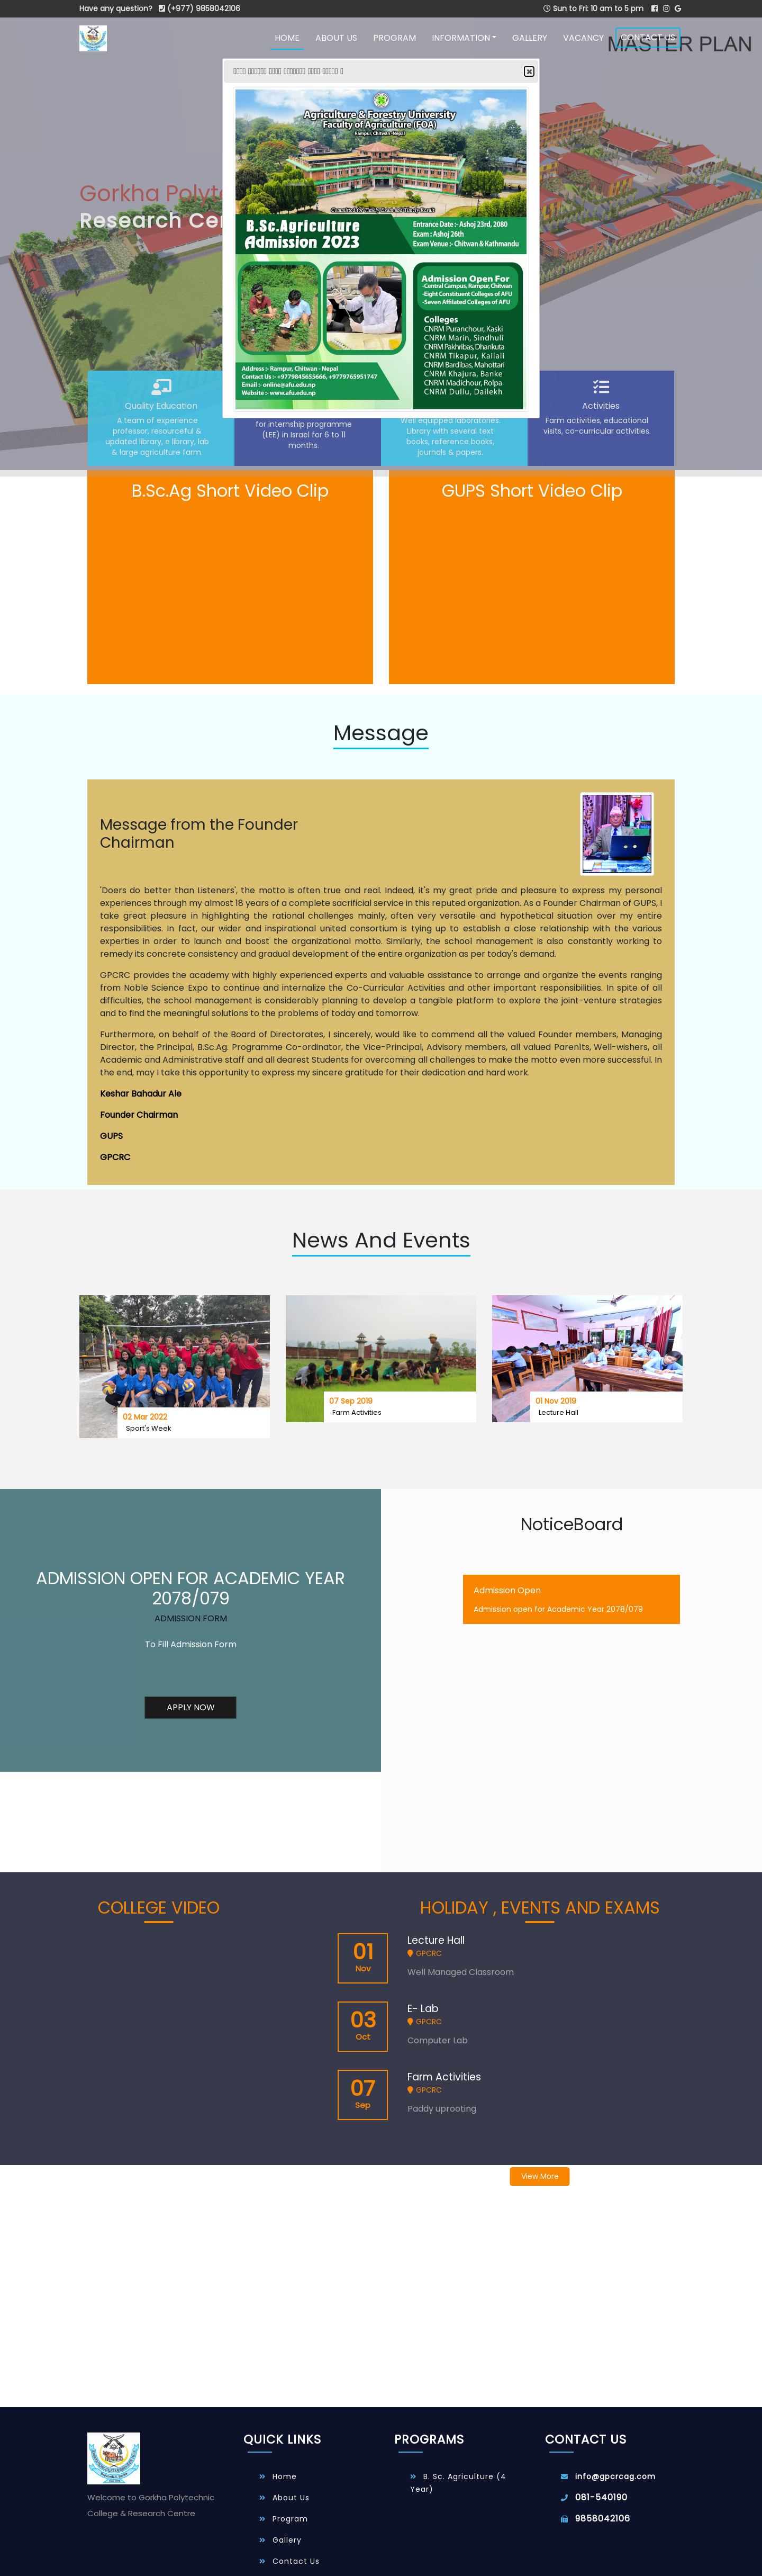 Have any question? (+977) 9858042106
Sun to Fri: 10 am to 5 pm
HOME ABOUT US PROGRAM INFORMATION GALLERY VACANCY CONTACT US
MASTER PLAN
Agriculture & Forestry University
Faculty of Agriculture (FOA)
Rampur, Chitwan-Nepal
B.Sc.Agriculture
Admission 2023
Entrance Date :- Ashoj 23rd, 2080
Exam : Ashoj 26th
Exam Venue :- Chitwan & Kathmandu
Admission Open For
-Central Campus, Rampur, Chitwan
-Eight Constituent Colleges of AFU
-Seven Affilated Colleges of AFU
Colleges
CNRM Puranchour, Kaski
CNRM Marin, Sindhuli
CNRM Pakhribas, Dhankuta
CNRM Tikapur, Kailali
CNRM Bardibas, Mahottari
CNRM Khajura, Banke
CNRM Madichour, Rolpa
CNRM Dullu, Dailekh
Address :- Rampur, Chitwan - Nepal
Contact Us :- +9779845655666, +9779765951747
Email :- online@afu.edu.np
Website :- www.afu.edu.np
Gorkha Polyte
Research Cen
Quality Education
A team of experience
professor, resourceful &
updated library, e library, lab
& large agriculture farm.
for internship programme
(LEE) in Israel for 6 to 11
months.
Well equipped laboratories.
Library with several text
books, reference books,
journals & papers.
Activities
Farm activities, educational
visits, co-curricular activities.
B.Sc.Ag Short Video Clip
GUPS Short Video Clip
Message
Message from the Founder
Chairman
'Doers do better than Listeners', the motto is often true and real. Indeed, it's my great pride and pleasure to express my personal
experiences through my almost 18 years of a complete sacrificial service in this reputed organization. As a Founder Chairman of GUPS, I
take great pleasure in highlighting the rational challenges mainly, often very versatile and hypothetical situation over my entire
responsibilities. In fact, our wider and inspirational united consortium is tying up to establish a close relationship with the various
experties in order to launch and boost the organizational motto. Similarly, the school management is also constantly working to
remedy its concrete consistency and gradual development of the entire organization as per today's demand.
GPCRC provides the academy with highly experienced experts and valuable assistance to arrange and organize the events ranging
from Noble Science Expo to continue and internalize the Co-Curricular Activities and other important responsibilities. In spite of all
difficulties, the school management is considerably planning to develop a tangible platform to explore the joint-venture strategies
and to find the meaningful solutions to the problems of today and tomorrow.
Furthermore, on behalf of the Board of Directorates, I sincerely, would like to commend all the valued Founder members, Managing
Director, the Principal, B.Sc.Ag. Programme Co-ordinator, the Vice-Principal, Advisory members, all valued Paren1ts, Well-wishers, all
Academic and Administrative staff and all dearest Students for overcoming all challenges to make the motto even more successful. In
the end, may I take this opportunity to express my sincere gratitude for their dedication and hard work.
Keshar Bahadur Ale
Founder Chairman
GUPS
GPCRC
News And Events
02 Mar 2022
Sport's Week
07 Sep 2019
Farm Activities
01 Nov 2019
Lecture Hall
ADMISSION OPEN FOR ACADEMIC YEAR
2078/079
ADMISSION FORM
To Fill Admission Form
APPLY NOW
NoticeBoard
Admission Open
Admission open for Academic Year 2078/079
COLLEGE VIDEO
HOLIDAY , EVENTS AND EXAMS
01
Nov
Lecture Hall
GPCRC
Well Managed Classroom
03
Oct
E- Lab
GPCRC
Computer Lab
07
Sep
Farm Activities
GPCRC
Paddy uprooting
View More
Welcome to Gorkha Polytechnic
College & Research Centre
QUICK LINKS
Home
About Us
Program
Gallery
Contact Us
PROGRAMS
B. Sc. Agriculture (4
Year)
CONTACT US
info@gpcrcag.com
081-540190
9858042106